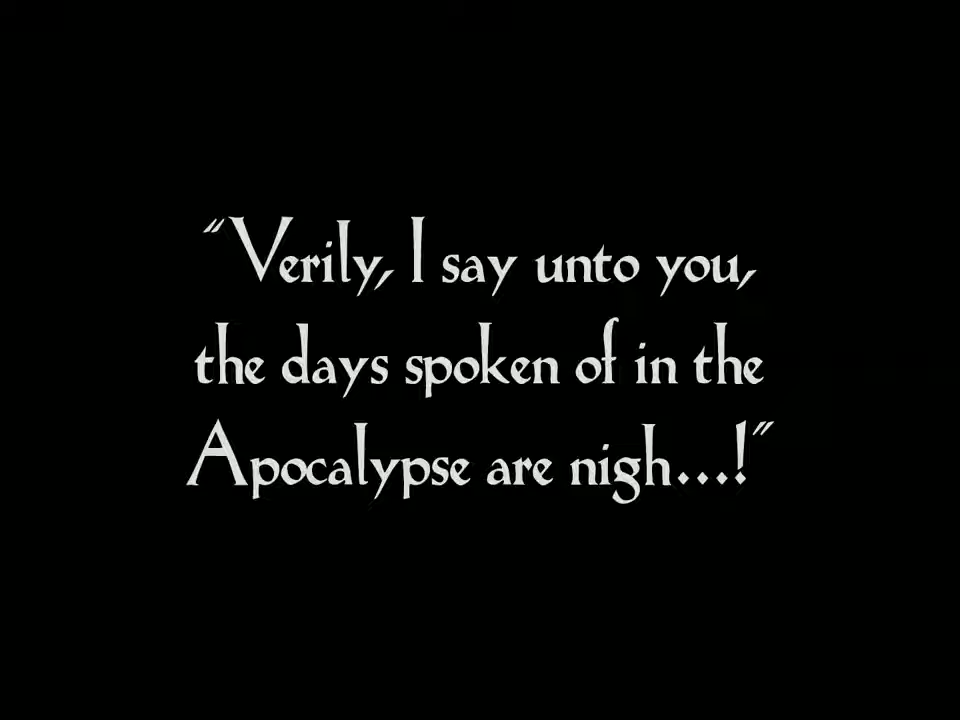 “Verily, I say unto you,
the days spoken of in the
Apocalypse are nigh...!”